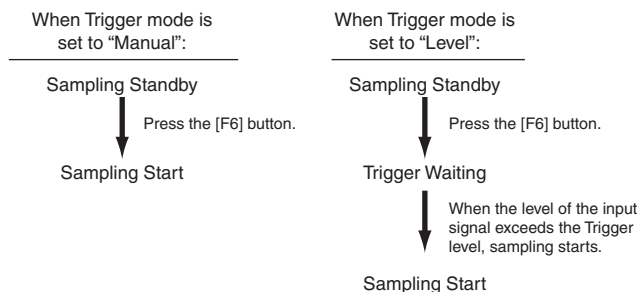 When Trigger mode is
set to “Manual”:
Sampling Standby
Press the [F6] button.
Sampling Start
When Trigger mode is
set to “Level”:
Sampling Standby
Press the [F6] button.
Trigger Waiting
When the level of the input
signal exceeds the Trigger
level, sampling starts.
Sampling Start